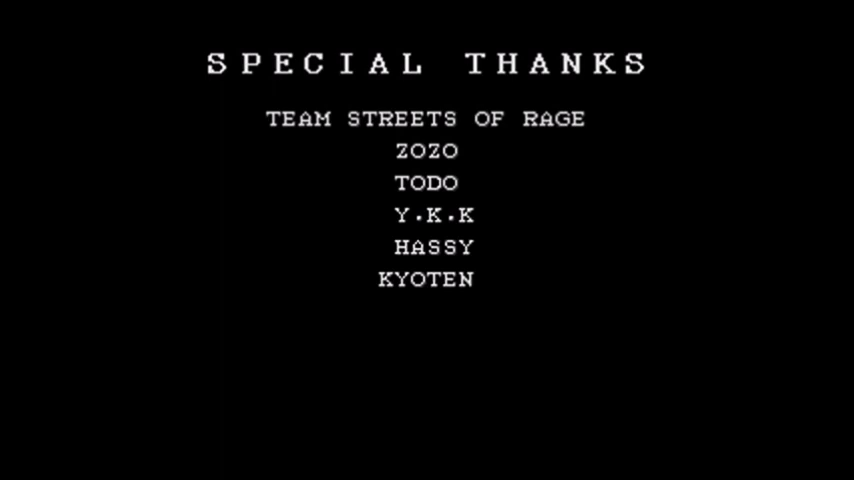 SPECIAL THANKS
TEAM STREETS OF RAGE
ZOZO
TODO
Y.K.K
HASSY
KYOTEN